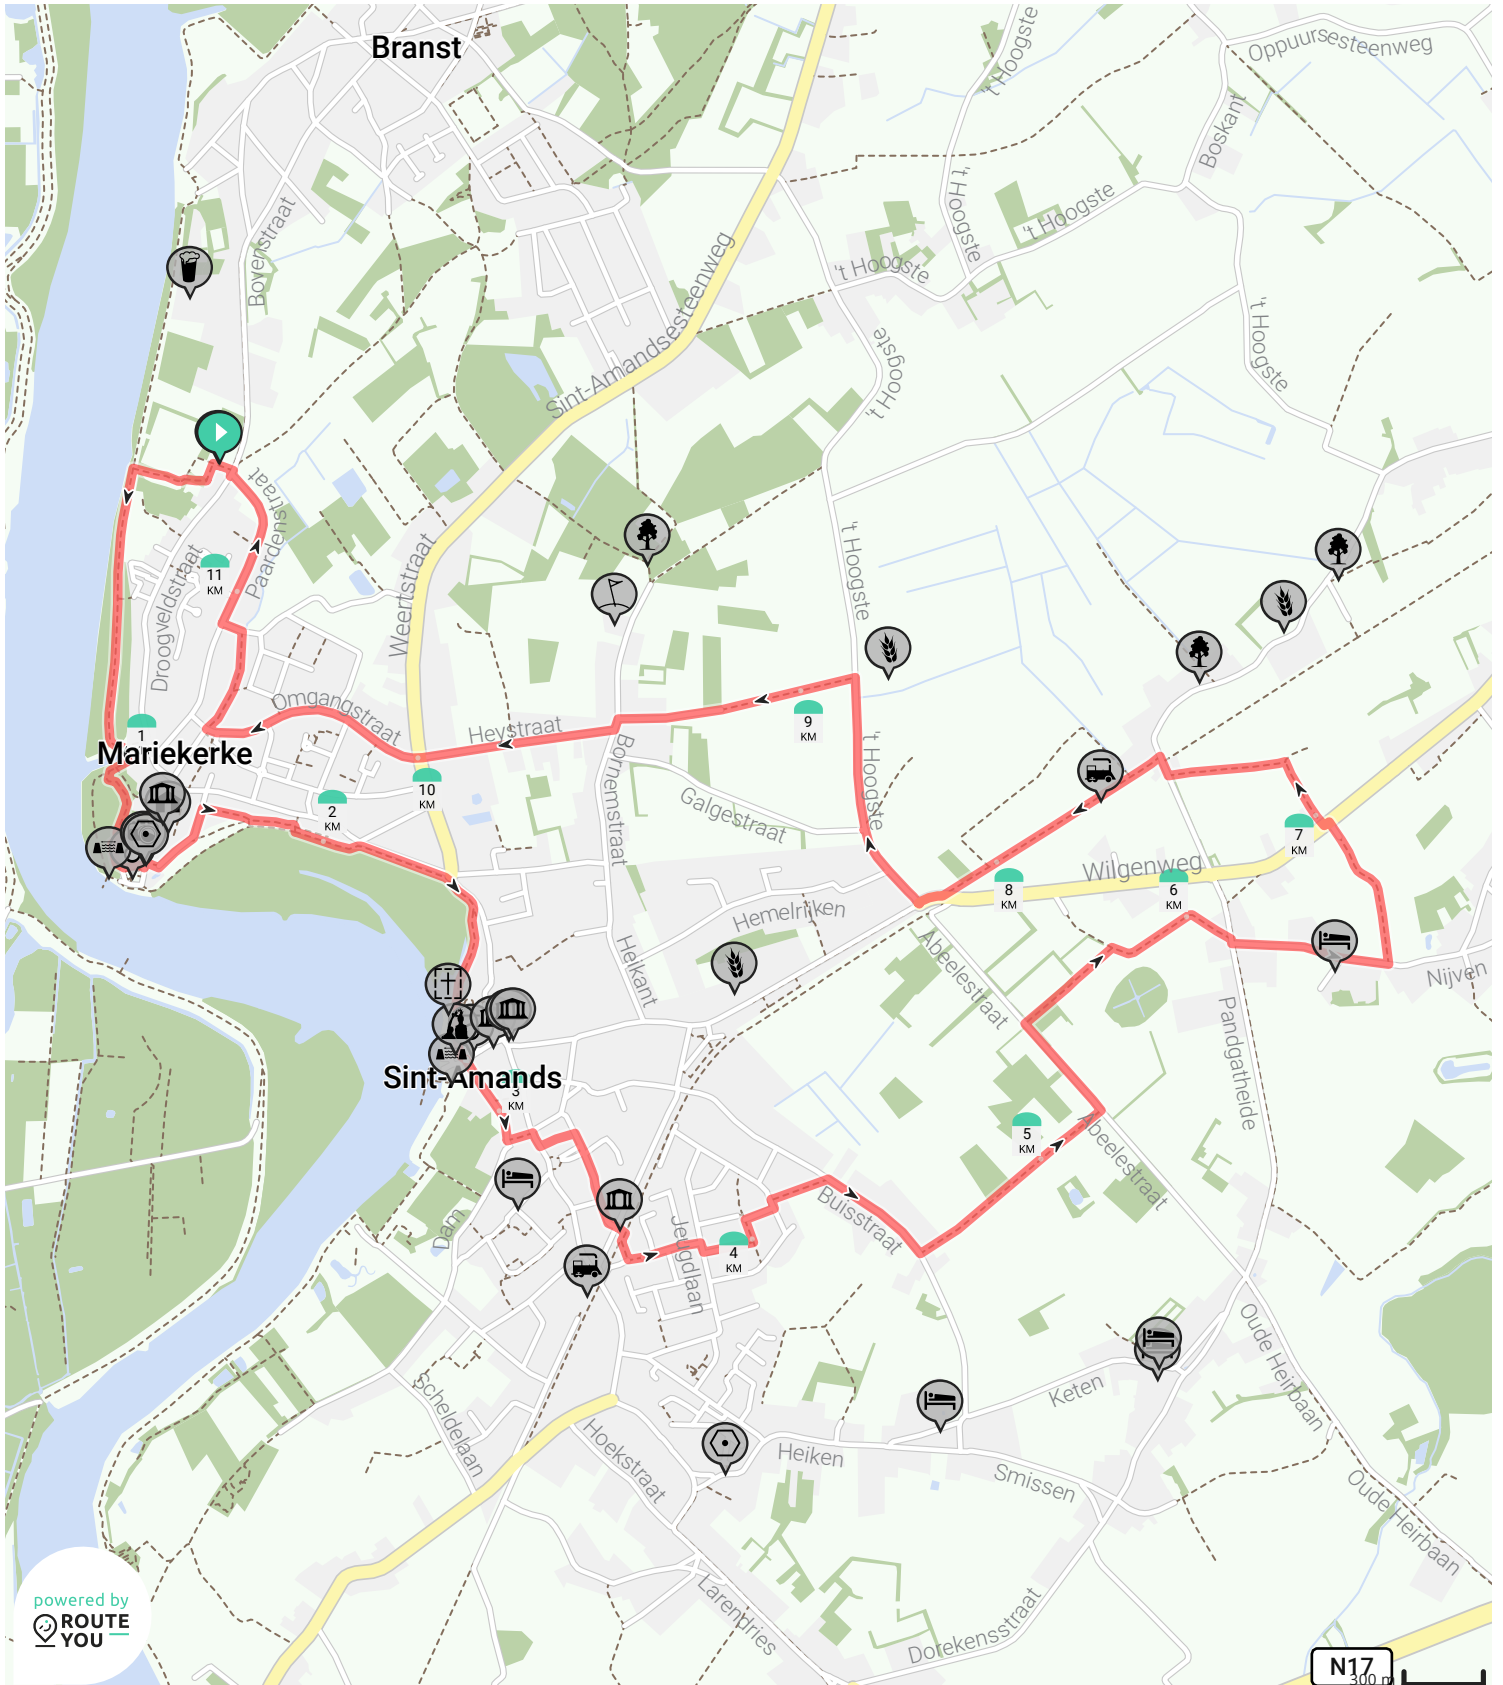 Branst
't Hoogste
Oppuursesteenweg
Boskant
't Hoogste
't Hoogste
Bovenstraat
't Hoogste
Sint-Amandsesteenweg
't Hoogste
't Hoogste
Paardenstraat
't Hoogste
Weertstraat
Droogveldstraat
11
KM
Omgangstraat
Heystraat
9
KM
1
Mariekerke
't Hoogste
Bornemstraat
10
KM
2
KM
Galgestraat
7
KM
Wilgenweg
8
KM
6
KM
Hemelrijken
Abeelestraat
Helkant
Nijven
Pandgatheide
Sint-Amands
3
KM
5
KM
Abeelestraat
Buisstraat
Dam
Jeugdlaan
4
KM
Oude Heirbaan
Keten
Scheldelaan
Hoekstraat
Heiken
Smissen
Oude Heirbaan
Larendries
Dorekensstraat
powered by
ROUTE
YOU
N17
300 m